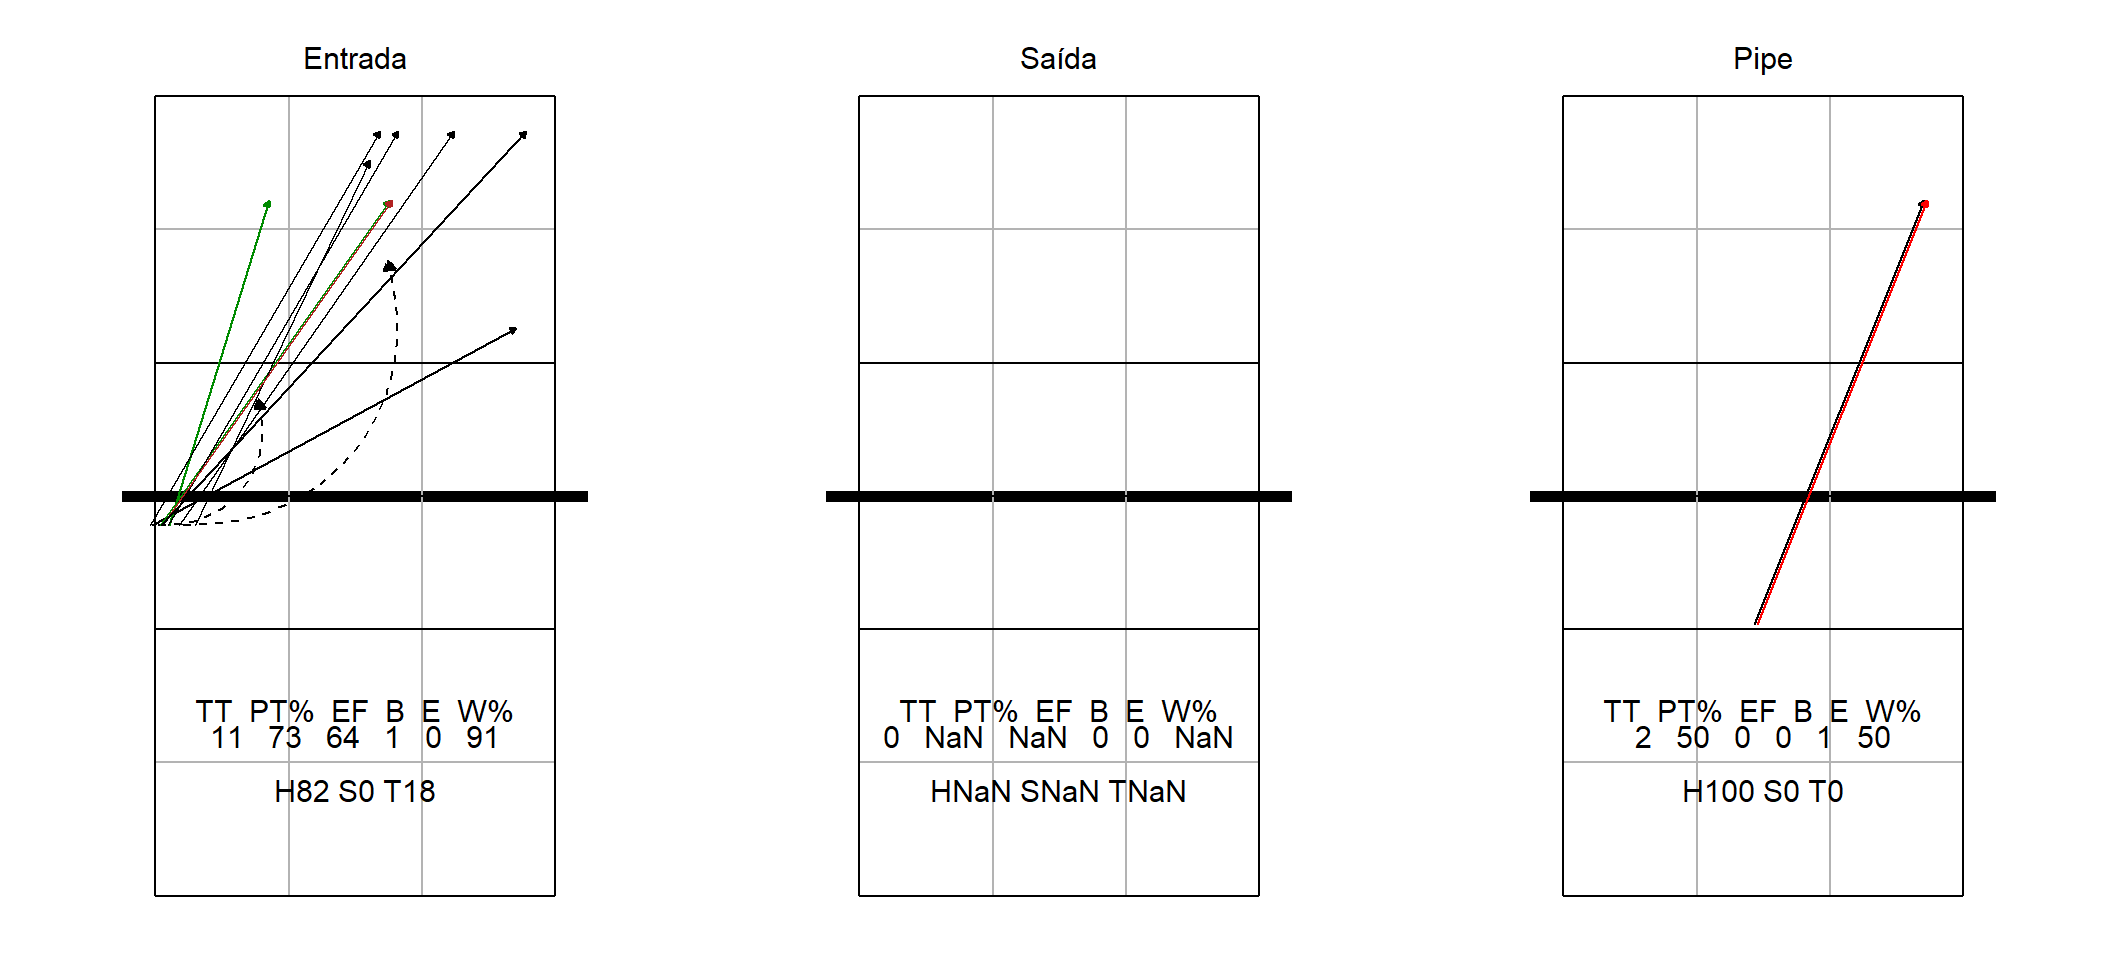 Entrada
TT PT% EF B E W%
11 73 64 1 0 91
H82 S0 T18
Saída
TT PT% EF B E W%
0 NaN NaN 0 0 NaN
HNaN SNaN TNaN
Pipe
TT PT% EF B E W%
2 50 0 0 1 50
H100 S0 T0